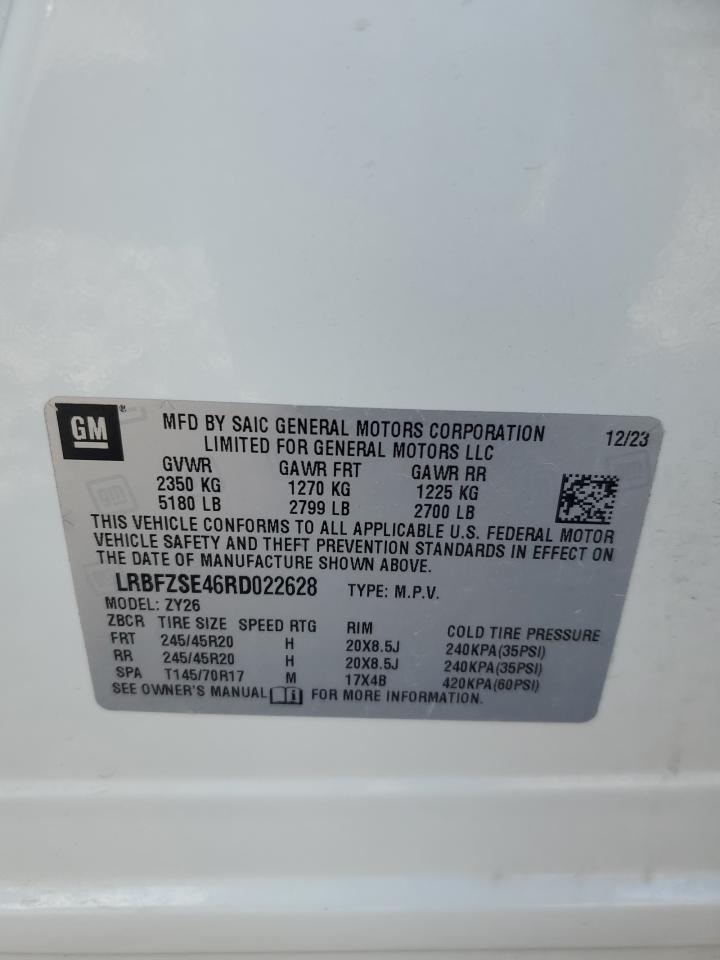 GM
MFD BY SAIC GENERAL MOTORS CORPORATION 12/23
LIMITED FOR GENERAL MOTORS LLC
GVWR GAWR FRT GAWR RR
2350 KG 1270 KG 1225 KG
5180 LB 2799 LB 2700 LB
THIS VEHICLE CONFORMS TO ALL APPLICABLE U.S. FEDERAL MOTOR
VEHICLE SAFETY AND THEFT PREVENTION STANDARDS IN EFFECT ON
THE DATE OF MANUFACTURE SHOWN ABOVE.
LRBFZSE46RD022628 TYPE: M.P.V.
MODEL: ZY26
ZBCR TIRE SIZE SPEED RTG RIM COLD TIRE PRESSURE
FRT 245/45R20 H 20X8.5J 240KPA(35PSI)
RR 245/45R20 H 20X8.5J 240KPA(35PSI)
SPA T145/70R17 M 17X4B 420KPA(60PSI)
SEE OWNER'S MANUAL i FOR MORE INFORMATION.